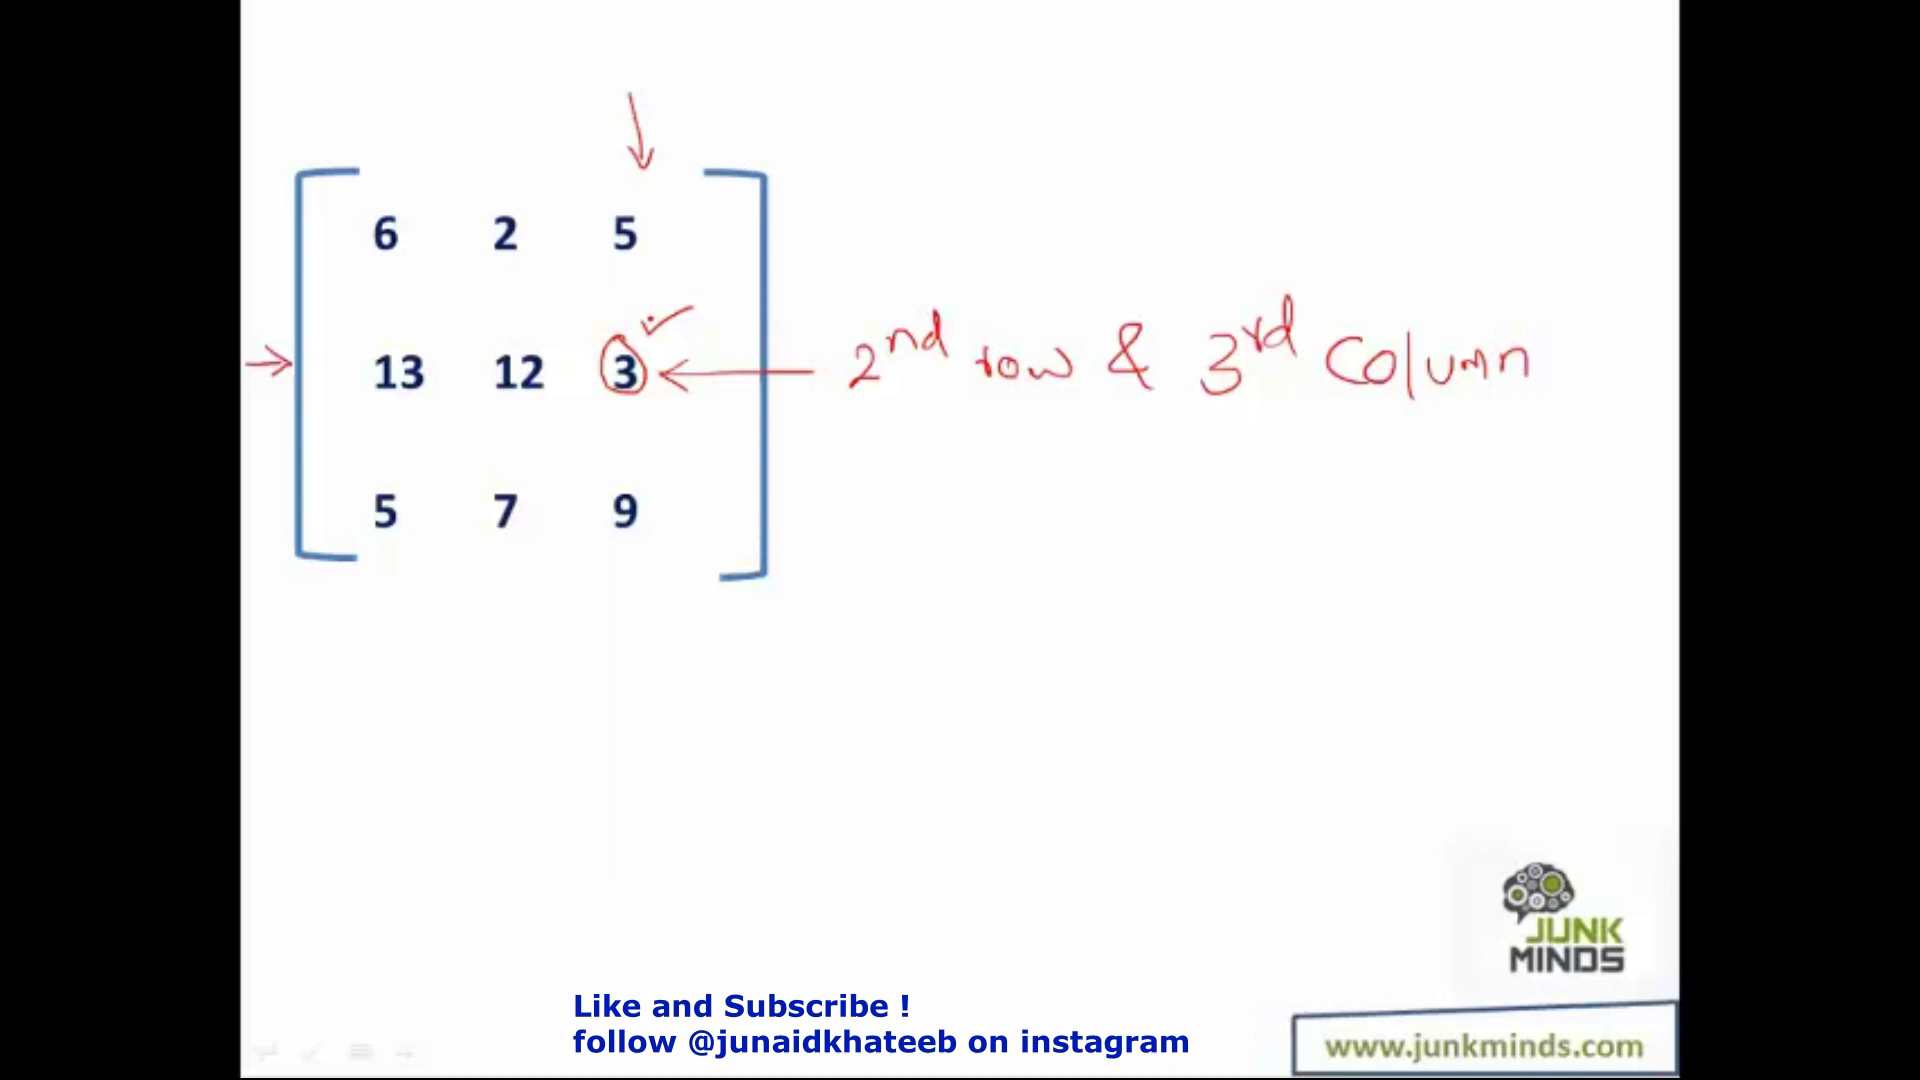 6 2 5
13 12 3 2nd row & 3rd Column
5 7 9
JUNK
MINDS
Like and Subscribe !
follow @junaidkhateeb on instagram
www.junkminds.com